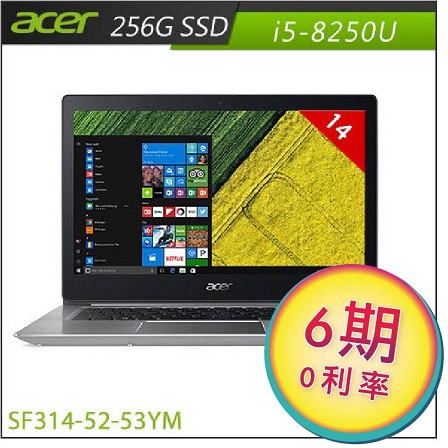 acer 256G SSD i5-8250U
14
acer
6期
0利率
SF314-52-53YM